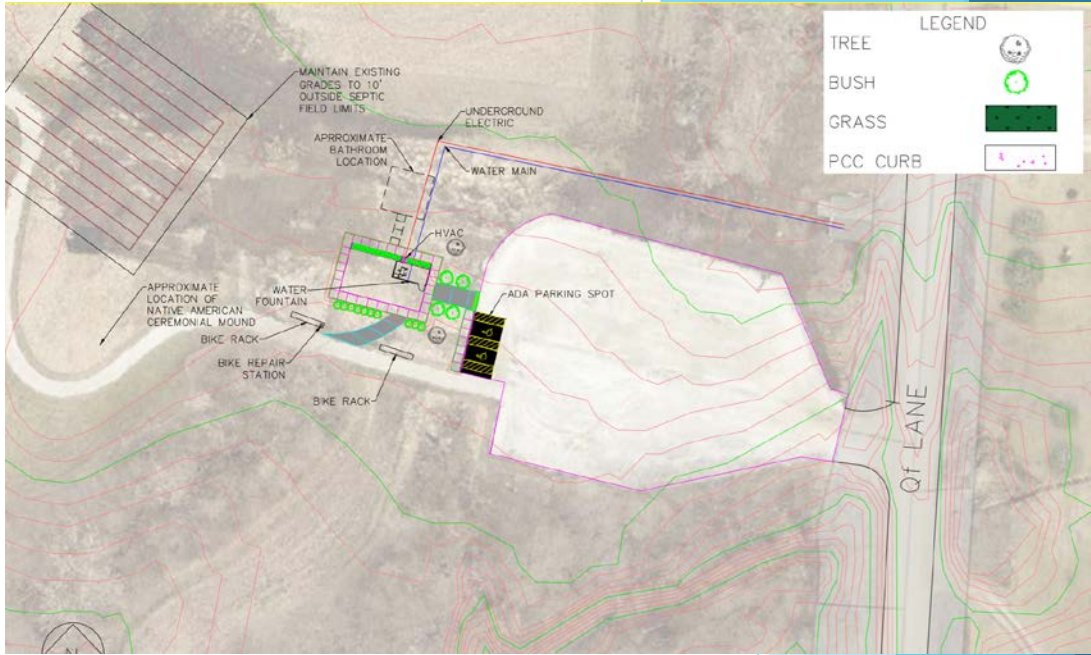 LEGEND
TREE
BUSH
GRASS
PCC CURB
MAINTAIN EXISTING
GRADES TO 10'
OUTSIDE SEPTIC
FIELD LIMITS
UNDERGROUND
ELECTRIC
APRROXIMATE
BATHROOM
LOCATION
WATER MAIN
HVAC
WATER
FOUNTAIN
ADA PARKING SPOT
APPROXIMATE
LOCATION OF
NATIVE AMERICAN
CEREMONIAL MOUND
BIKE RACK
BIKE REPAIR
STATION
BIKE RACK
Qf LANE
N